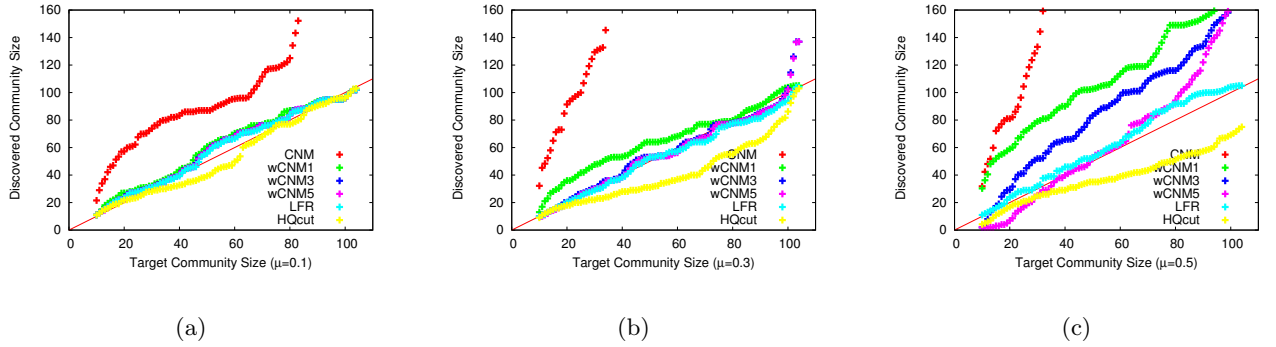 160
140
120
100
80
60
40
20
0
Discovered Community Size
0 20 40 60 80 100
Target Community Size (μ=0.1)
CNM
wCNM1
wCNM3
wCNM5
LFR
HQcut
(a)
160
140
120
100
80
60
40
20
0
Discovered Community Size
0 20 40 60 80 100
Target Community Size (μ=0.3)
CNM
wCNM1
wCNM3
wCNM5
LFR
HQcut
(b)
160
140
120
100
80
60
40
20
0
Discovered Community Size
0 20 40 60 80 100
Target Community Size (μ=0.5)
CNM
wCNM1
wCNM3
wCNM5
LFR
HQcut
(c)